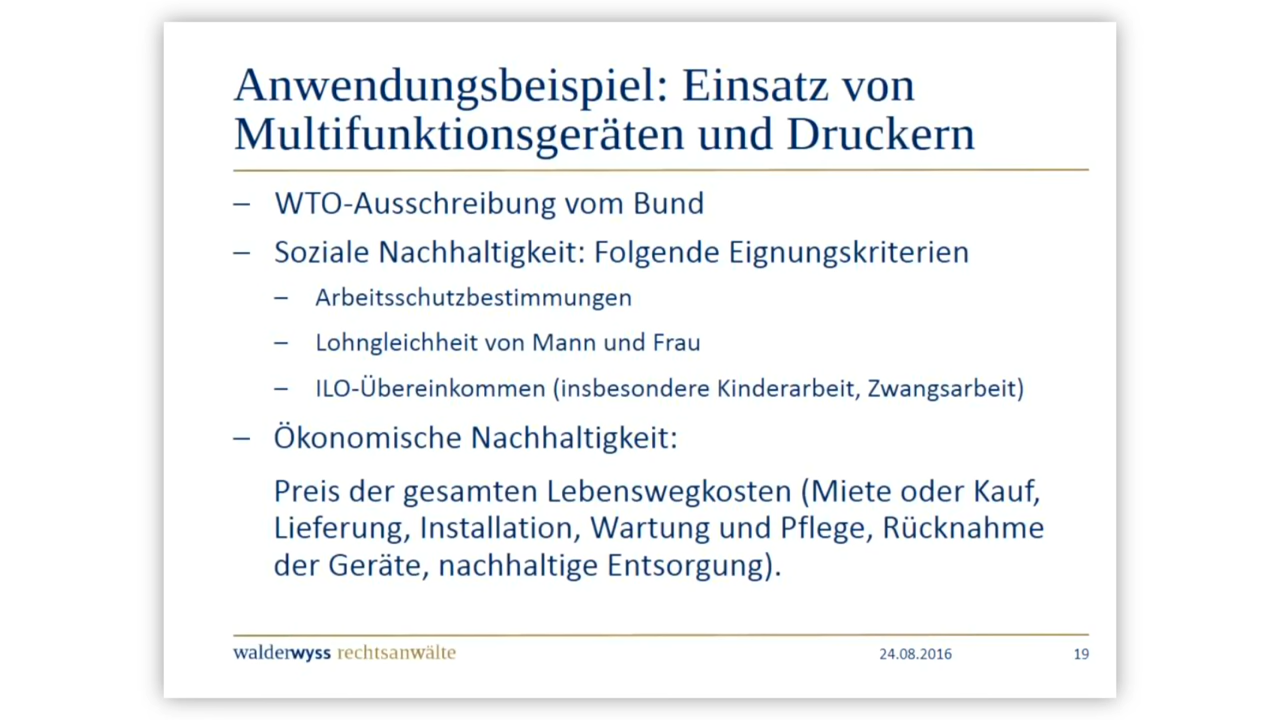 Anwendungsbeispiel: Einsatz von
Multifunktionsgeräten und Druckern
– WTO-Ausschreibung vom Bund
– Soziale Nachhaltigkeit: Folgende Eignungskriterien
– Arbeitsschutzbestimmungen
– Lohngleichheit von Mann und Frau
– ILO-Übereinkommen (insbesondere Kinderarbeit, Zwangsarbeit)
– Ökonomische Nachhaltigkeit:
Preis der gesamten Lebenswegkosten (Miete oder Kauf,
Lieferung, Installation, Wartung und Pflege, Rücknahme
der Geräte, nachhaltige Entsorgung).
walderwyss rechtsanwälte 24.08.2016 19